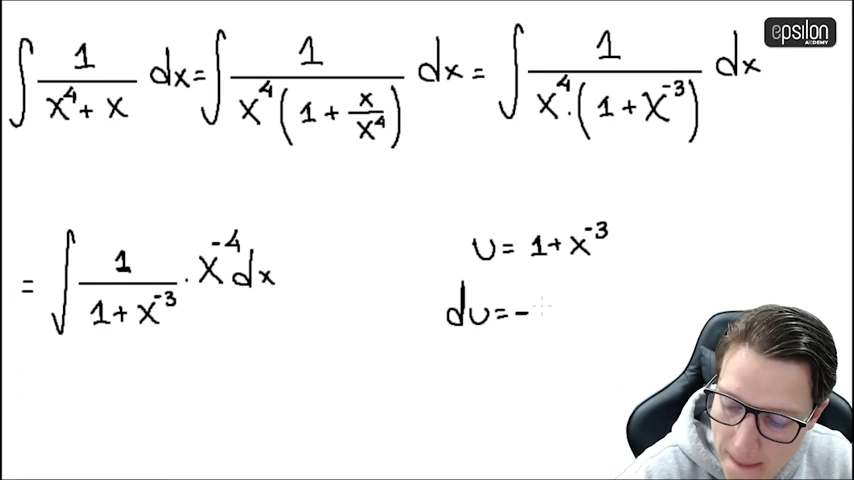 ∫ 1/(x⁴ + x) dx = ∫ 1/(x⁴(1 + x/x⁴)) dx = ∫ 1/(x⁴·(1 + x⁻³)) dx
epsilon
ACADEMY
= ∫ 1/(1 + x⁻³) · x⁻⁴ dx
u = 1 + x⁻³
du = -